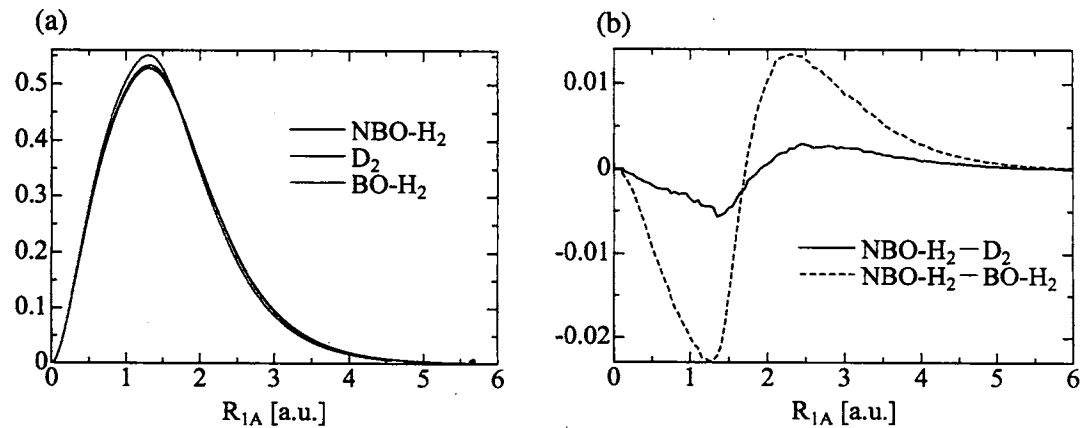 (a)
0.5
0.4
0.3
0.2
0.1
0
NBO-H₂
D₂
BO-H₂
0 1 2 3 4 5 6
R₁A [a.u.]
(b)
0.01
0
-0.01
-0.02
NBO-H₂—D₂
NBO-H₂—BO-H₂
0 1 2 3 4 5 6
R₁A [a.u.]